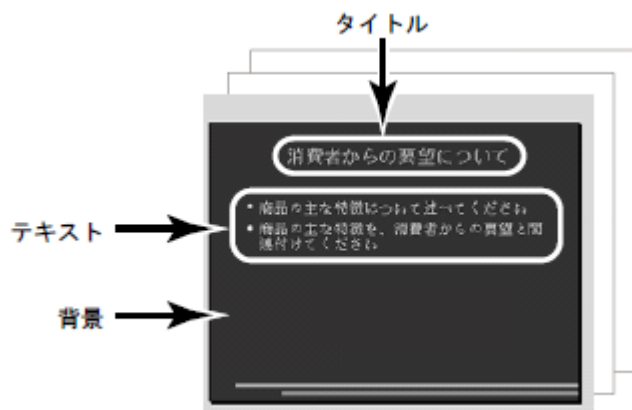 タイトル
消費者からの要望について
• 商品の主な特徴について述べてください
• 商品の主な特徴を、消費者からの要望と関
連付けてください
テキスト
背景